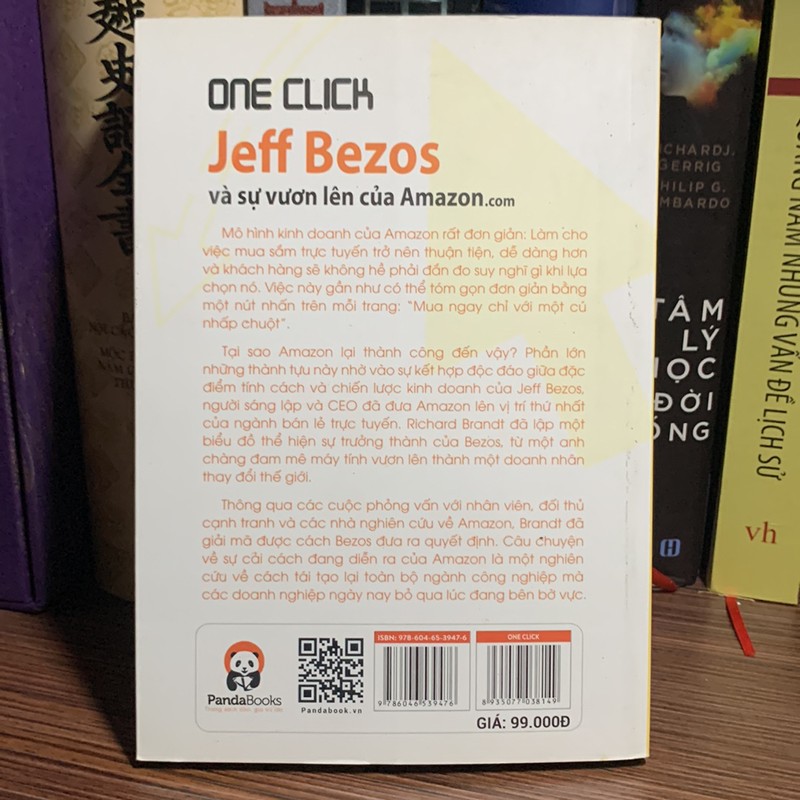 ONE CLICK
Jeff Bezos
và sự vươn lên của Amazon.com
Mô hình kinh doanh của Amazon rất đơn giản: Làm cho
việc mua sắm trực tuyến trở nên thuận tiện, dễ dàng hơn
và khách hàng sẽ không hề phải đắn đo suy nghĩ gì khi lựa
chọn nó. Việc này gần như có thể tóm gọn đơn giản bằng
một nút nhấn trên mỗi trang: “Mua ngay chỉ với một cú
nhấp chuột”.
Tại sao Amazon lại thành công đến vậy? Phần lớn
những thành tựu này nhờ vào sự kết hợp độc đáo giữa đặc
điểm tính cách và chiến lược kinh doanh của Jeff Bezos,
người sáng lập và CEO đã đưa Amazon lên vị trí thứ nhất
của ngành bán lẻ trực tuyến. Richard Brandt đã lập một
biểu đồ thể hiện sự trưởng thành của Bezos, từ một anh
chàng đam mê máy tính vươn lên thành một doanh nhân
thay đổi thế giới.
Thông qua các cuộc phỏng vấn với nhân viên, đối thủ
cạnh tranh và các nhà nghiên cứu về Amazon, Brandt đã
giải mã được cách Bezos đưa ra quyết định. Câu chuyện
về sự cải cách đang diễn ra của Amazon là một nghiên
cứu về cách tái tạo lại toàn bộ ngành công nghiệp mà
các doanh nghiệp ngày nay bỏ qua lúc đang bên bờ vực.
PandaBooks
Pandabook.vn
ISBN: 978-604-65-3947-6
9 786046 539476
ONE CLICK
8 935077 038149
GIÁ: 99.000Đ
ICHARD J.
GERRIG
PHILIP G.
MBARDO
TÂM
LÝ
HỌC
ĐỜI
ỐNG
NAM NHỮNG VẤN ĐỀ LỊCH SỬ
vh